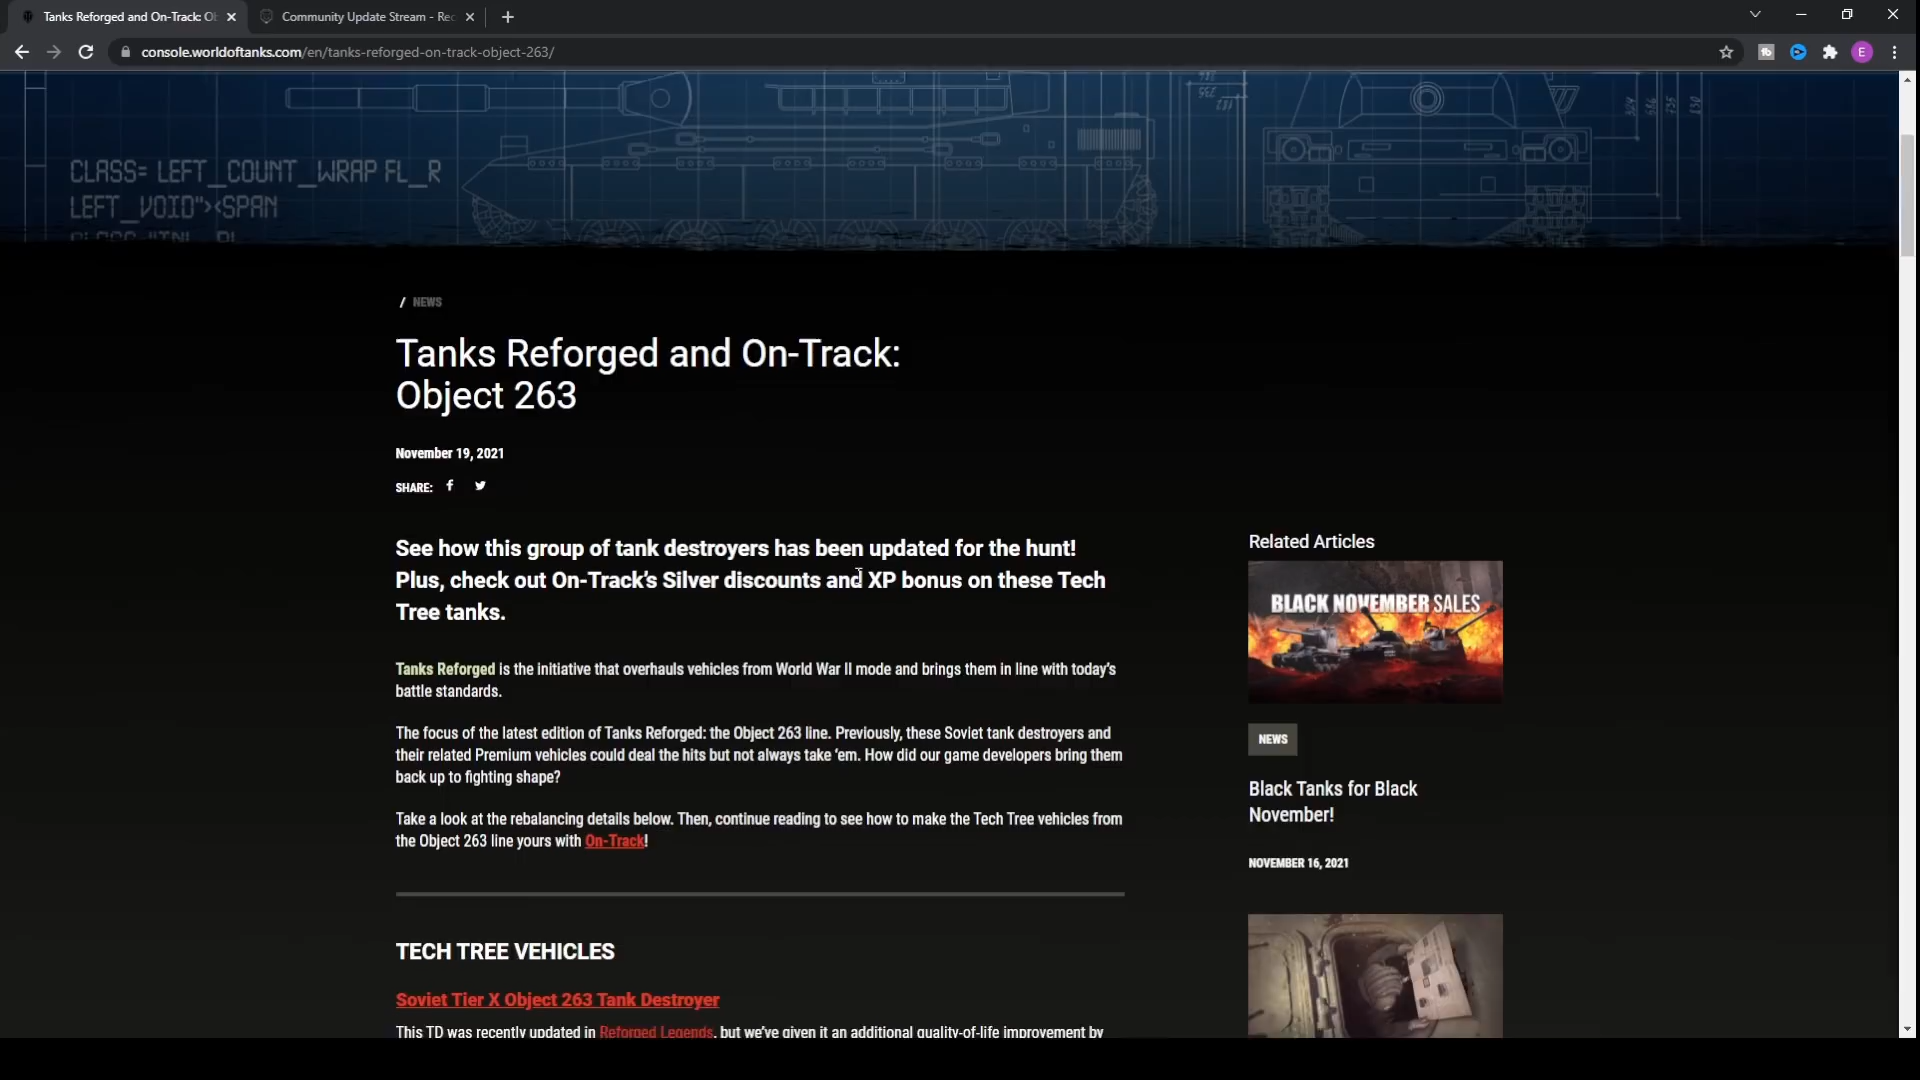 Tanks Reforged and On-Track: O
Community Update Stream - Rec
console.worldoftanks.com/en/tanks-reforged-on-track-object-263/
E
CLASS= LEFT_COUNT_WRAP FL_R
LEFT_VOID"><SPAN
/ NEWS
Tanks Reforged and On-Track:
Object 263
November 19, 2021
SHARE:
See how this group of tank destroyers has been updated for the hunt!
Plus, check out On-Track's Silver discounts and XP bonus on these Tech
Tree tanks.
Tanks Reforged is the initiative that overhauls vehicles from World War II mode and brings them in line with today's
battle standards.
The focus of the latest edition of Tanks Reforged: the Object 263 line. Previously, these Soviet tank destroyers and
their related Premium vehicles could deal the hits but not always take 'em. How did our game developers bring them
back up to fighting shape?
Take a look at the rebalancing details below. Then, continue reading to see how to make the Tech Tree vehicles from
the Object 263 line yours with On-Track!
TECH TREE VEHICLES
Soviet Tier X Object 263 Tank Destroyer
This TD was recently updated in Reforged Legends, but we've given it an additional quality-of-life improvement by
Related Articles
BLACK NOVEMBER SALES
NEWS
Black Tanks for Black
November!
NOVEMBER 16, 2021